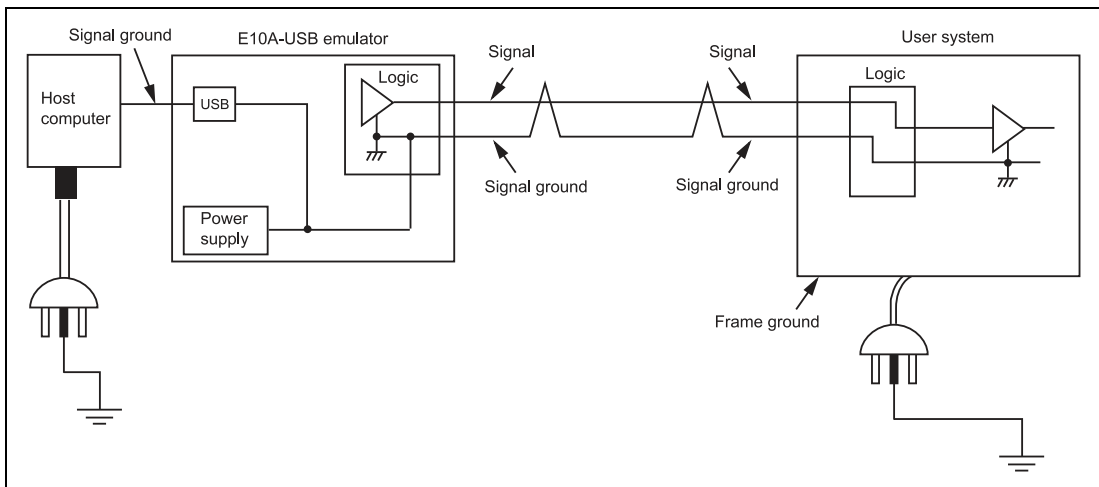 Signal ground
E10A-USB emulator
User system
Host
computer
USB
Logic
Signal
Signal
Logic
Signal ground
Signal ground
Power
supply
Frame ground